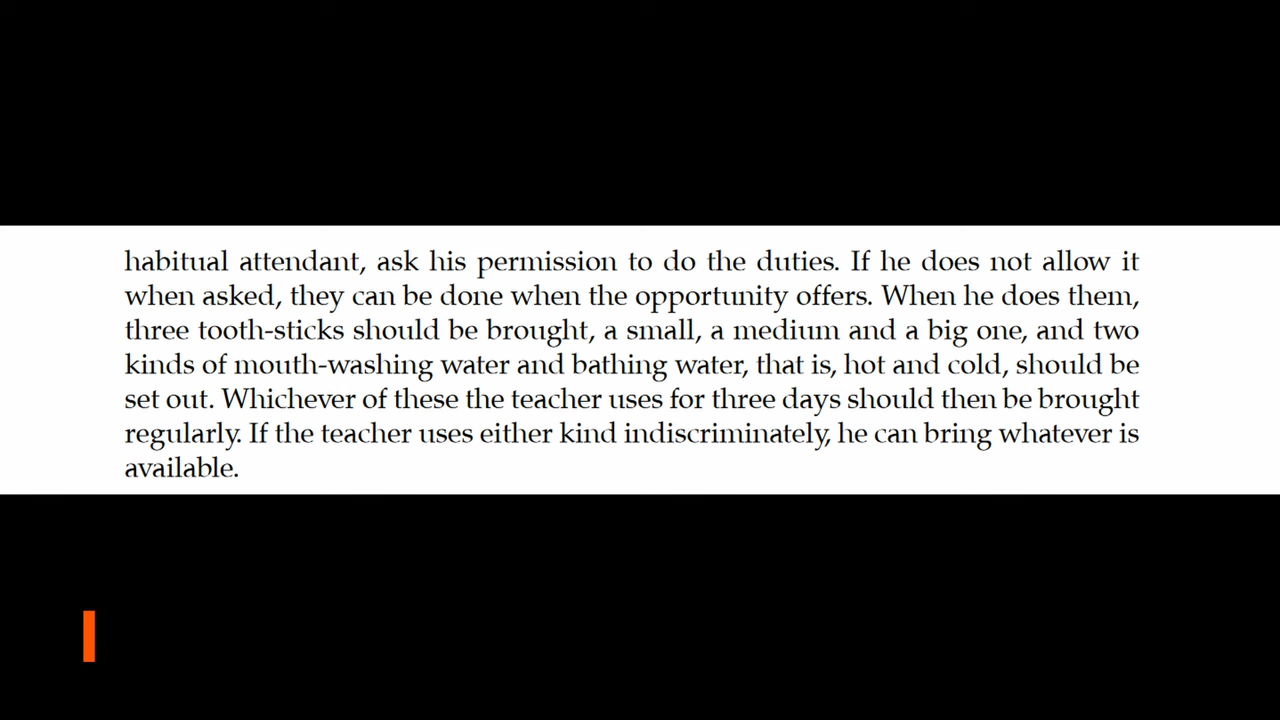 habitual attendant, ask his permission to do the duties. If he does not allow it
when asked, they can be done when the opportunity offers. When he does them,
three tooth-sticks should be brought, a small, a medium and a big one, and two
kinds of mouth-washing water and bathing water, that is, hot and cold, should be
set out. Whichever of these the teacher uses for three days should then be brought
regularly. If the teacher uses either kind indiscriminately, he can bring whatever is
available.